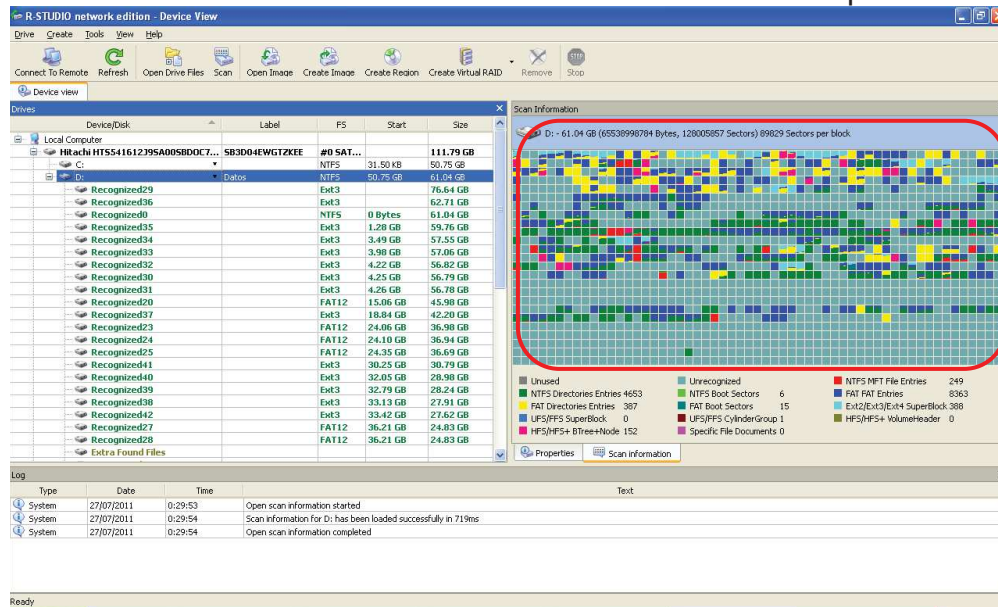 R-STUDIO network edition - Device View
Drive Create Tools View Help
Connect To Remote Refresh Open Drive Files Scan Open Image Create Image Create Region Create Virtual RAID Remove Stop
STOP
Device view
Drives
Scan Information
Device/Disk Label FS Start Size
D: - 61.04 GB (65538998784 Bytes, 128005857 Sectors) 89829 Sectors per block
Local Computer
Hitachi HTS54161239SA00SBDOC7... SB3D04EWGTZKEE #0 SAT... 111.79 GB
C: NTFS 31.50 KB 50.75 GB
D: Datos NTFS 50.75 GB 61.04 GB
Recognized29 Ext3 76.64 GB
Recognized36 Ext3 62.71 GB
Recognized0 NTFS 0 Bytes 61.04 GB
Recognized35 Ext3 1.28 GB 59.76 GB
Recognized34 Ext3 3.49 GB 57.55 GB
Recognized33 Ext3 3.98 GB 57.06 GB
Recognized32 Ext3 4.22 GB 56.82 GB
Recognized30 Ext3 4.25 GB 56.79 GB
Recognized31 Ext3 4.26 GB 56.78 GB
Recognized20 FAT12 15.06 GB 45.98 GB
Recognized37 Ext3 18.84 GB 42.20 GB
Recognized23 FAT12 24.06 GB 36.98 GB
Recognized24 FAT12 24.10 GB 36.94 GB
Recognized25 FAT12 24.35 GB 36.69 GB
Recognized41 Ext3 30.25 GB 30.79 GB
Recognized40 Ext3 32.05 GB 28.98 GB
Recognized39 Ext3 32.79 GB 28.24 GB
Recognized38 Ext3 33.13 GB 27.91 GB
Recognized42 Ext3 33.42 GB 27.62 GB
Recognized27 FAT12 36.21 GB 24.83 GB
Recognized28 FAT12 36.21 GB 24.83 GB
Extra Found Files
Unused Unrecognized NTFS MFT File Entries 249
NTFS Directories Entries 4653 NTFS Boot Sectors 6 FAT FAT Entries 8363
FAT Directories Entries 387 FAT Boot Sectors 15 Ext2/Ext3/Ext4 SuperBlock 388
UFS/FFS SuperBlock 0 UFS/FFS CylinderGroup 1 HFS/HFS+ VolumeHeader 0
HFS/HFS+ BTree+Node 152 Specific File Documents 0
Properties Scan information
Log
Type Date Time Text
System 27/07/2011 0:29:53 Open scan information started
System 27/07/2011 0:29:54 Scan information for D: has been loaded successfully in 719ms
System 27/07/2011 0:29:54 Open scan information completed
Ready